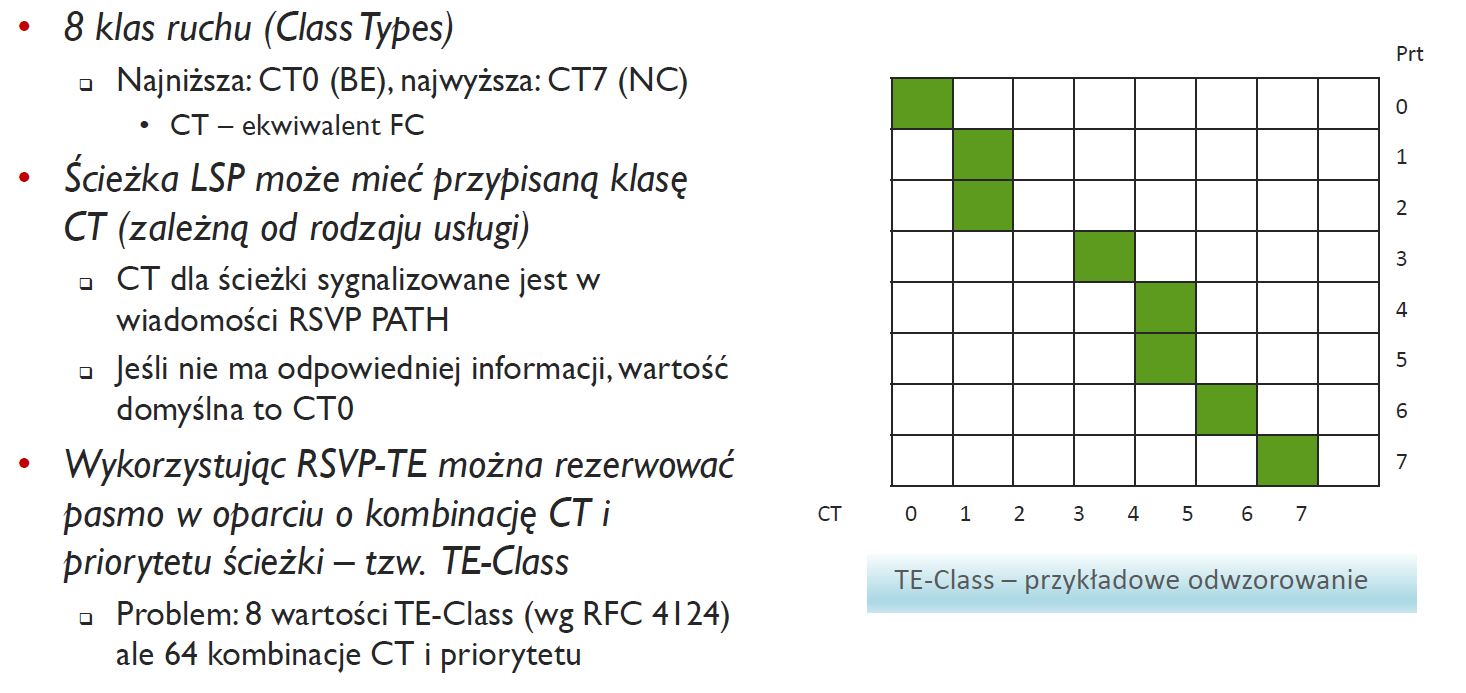 • 8 klas ruchu (Class Types)
❑ Najniższa: CT0 (BE), najwyższa: CT7 (NC)
• CT – ekwiwalent FC
• Ścieżka LSP może mieć przypisaną klasę
CT (zależną od rodzaju usługi)
❑ CT dla ścieżki sygnalizowane jest w
wiadomości RSVP PATH
❑ Jeśli nie ma odpowiedniej informacji, wartość
domyślna to CT0
• Wykorzystując RSVP-TE można rezerwować
pasmo w oparciu o kombinację CT i
priorytetu ścieżki – tzw. TE-Class
❑ Problem: 8 wartości TE-Class (wg RFC 4124)
ale 64 kombinacje CT i priorytetu
Prt
0
1
2
3
4
5
6
7
CT 0 1 2 3 4 5 6 7
TE-Class – przykładowe odwzorowanie